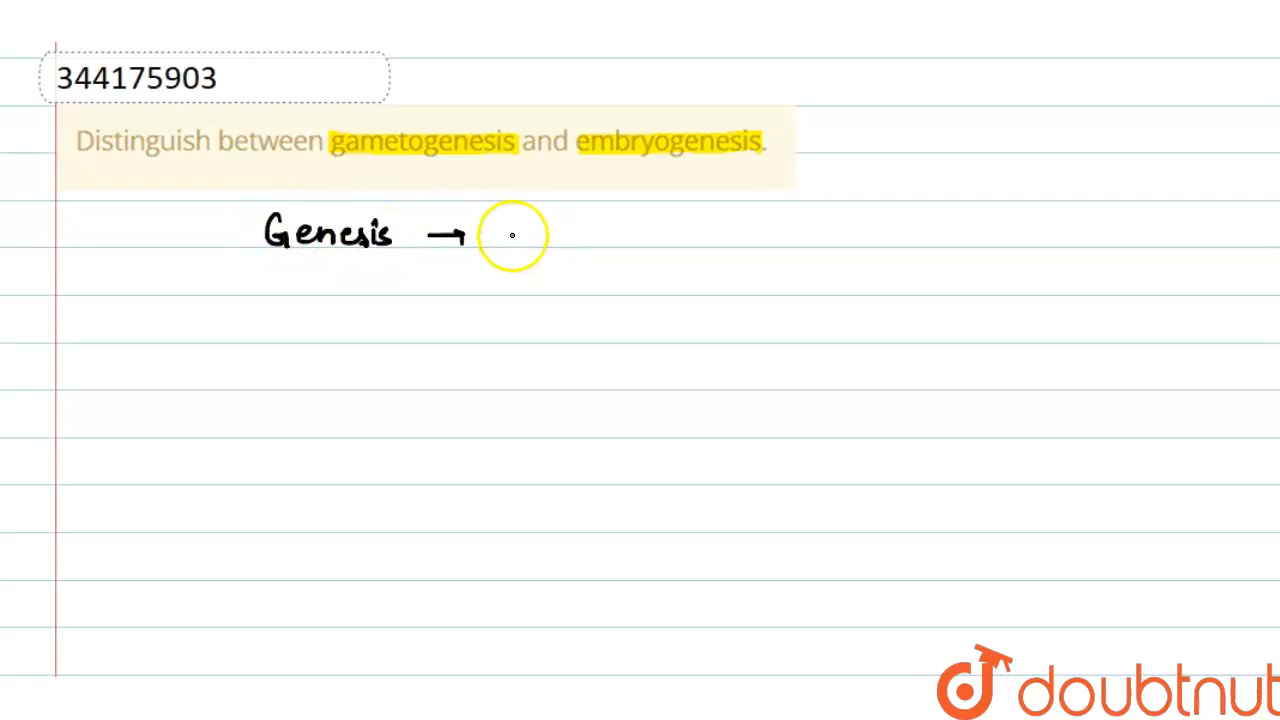 344175903
Distinguish between gametogenesis and embryogenesis.
Genesis →
doubtnut